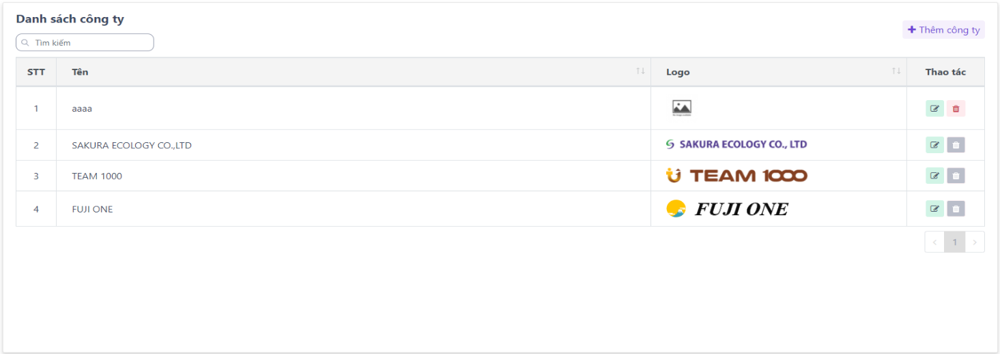 Danh sách công ty
Thêm công ty
Tìm kiếm
STT Tên Logo Thao tác
1 aaaa
2 SAKURA ECOLOGY CO.,LTD SAKURA ECOLOGY CO., LTD
3 TEAM 1000 TEAM 1000
4 FUJI ONE FUJI ONE
< 1 >